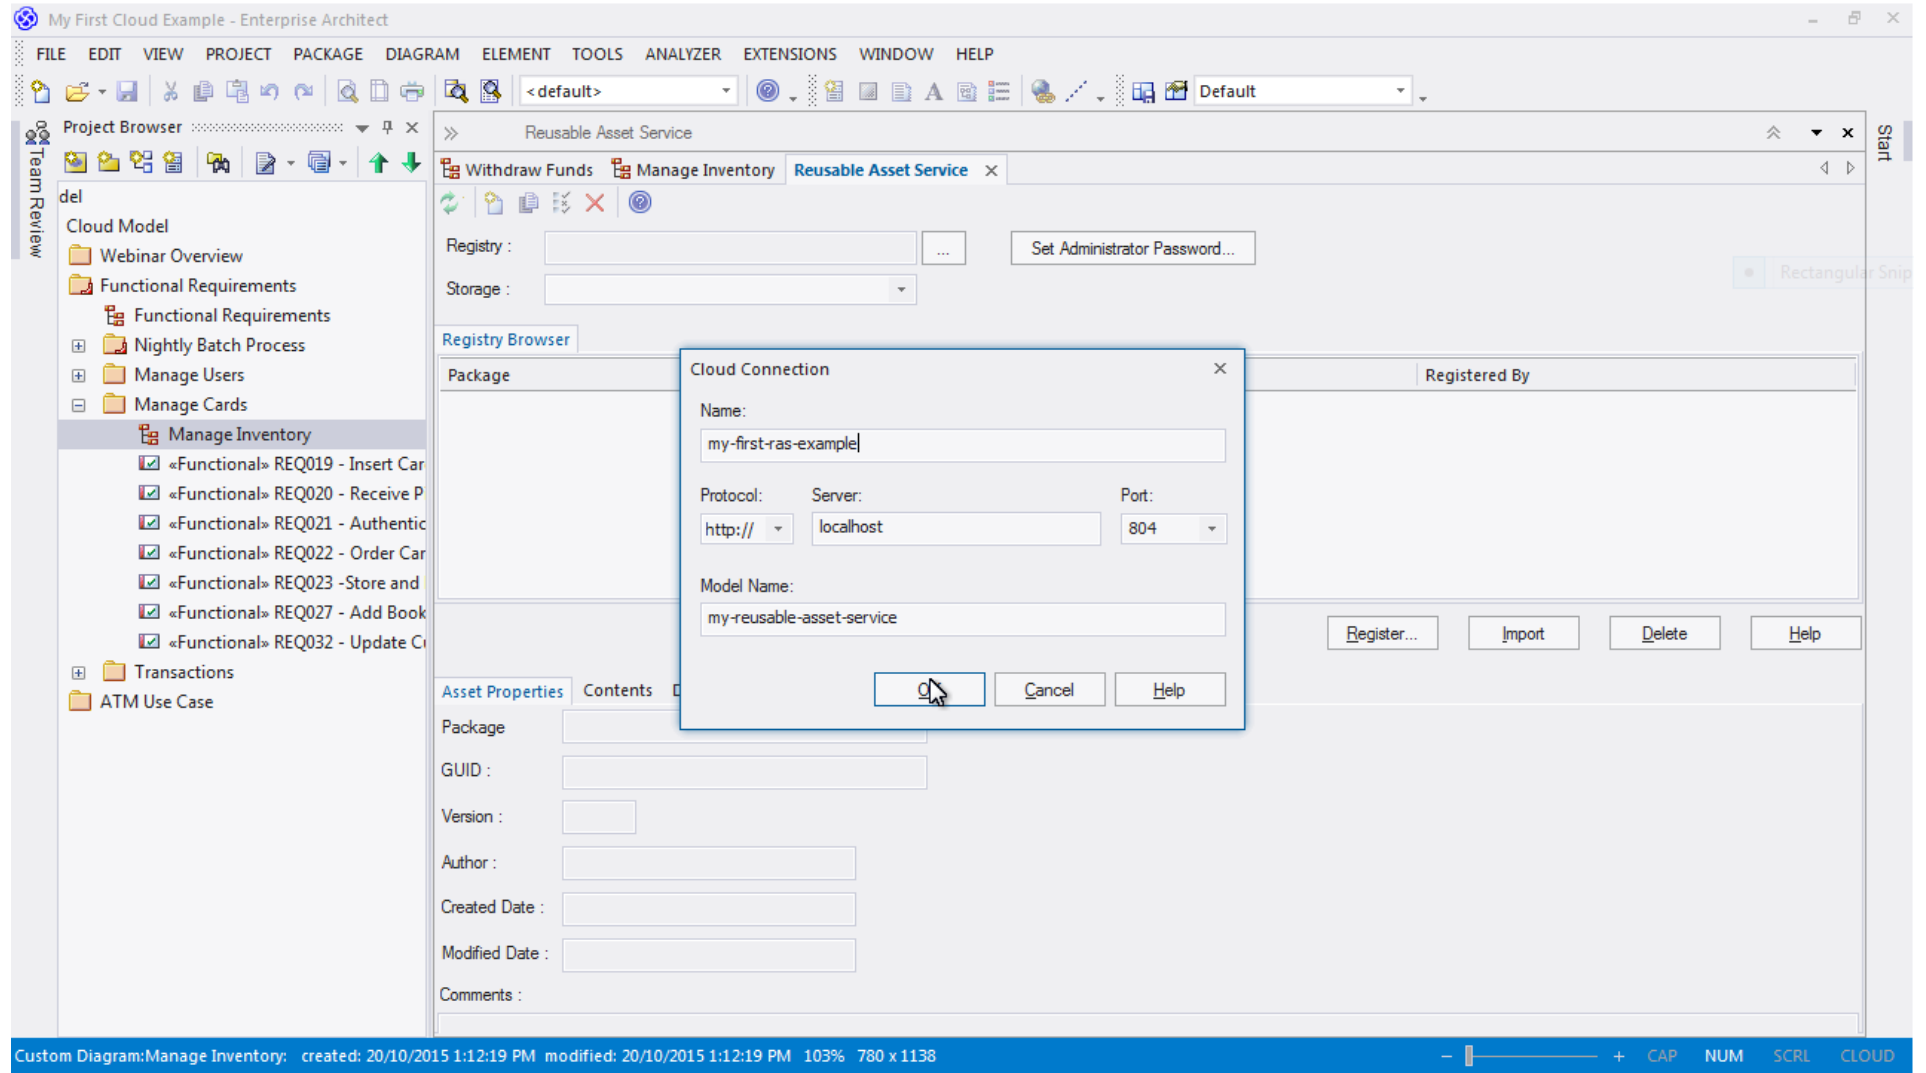 My First Cloud Example - Enterprise Architect
FILE EDIT VIEW PROJECT PACKAGE DIAGRAM ELEMENT TOOLS ANALYZER EXTENSIONS WINDOW HELP
<default>
Default
Project Browser
Reusable Asset Service
Start
Team Review
Withdraw Funds
Manage Inventory
Reusable Asset Service
del
Cloud Model
Webinar Overview
Functional Requirements
Functional Requirements
Nightly Batch Process
Manage Users
Manage Cards
Manage Inventory
«Functional» REQ019 - Insert Car
«Functional» REQ020 - Receive P
«Functional» REQ021 - Authentic
«Functional» REQ022 - Order Car
«Functional» REQ023 -Store and
«Functional» REQ027 - Add Book
«Functional» REQ032 - Update Cu
Transactions
ATM Use Case
Registry :
...
Set Administrator Password...
Storage :
Rectangular Snip
Registry Browser
Package
Registered By
Cloud Connection
Name:
my-first-ras-example
Protocol: Server: Port:
http:// localhost 804
Model Name:
my-reusable-asset-service
Cancel
Help
Register...
Import
Delete
Help
Asset Properties
Contents
Package
GUID :
Version :
Author :
Created Date :
Modified Date :
Comments :
Custom Diagram:Manage Inventory: created: 20/10/2015 1:12:19 PM modified: 20/10/2015 1:12:19 PM 103% 780 x 1138
CAP NUM SCRL CLOUD